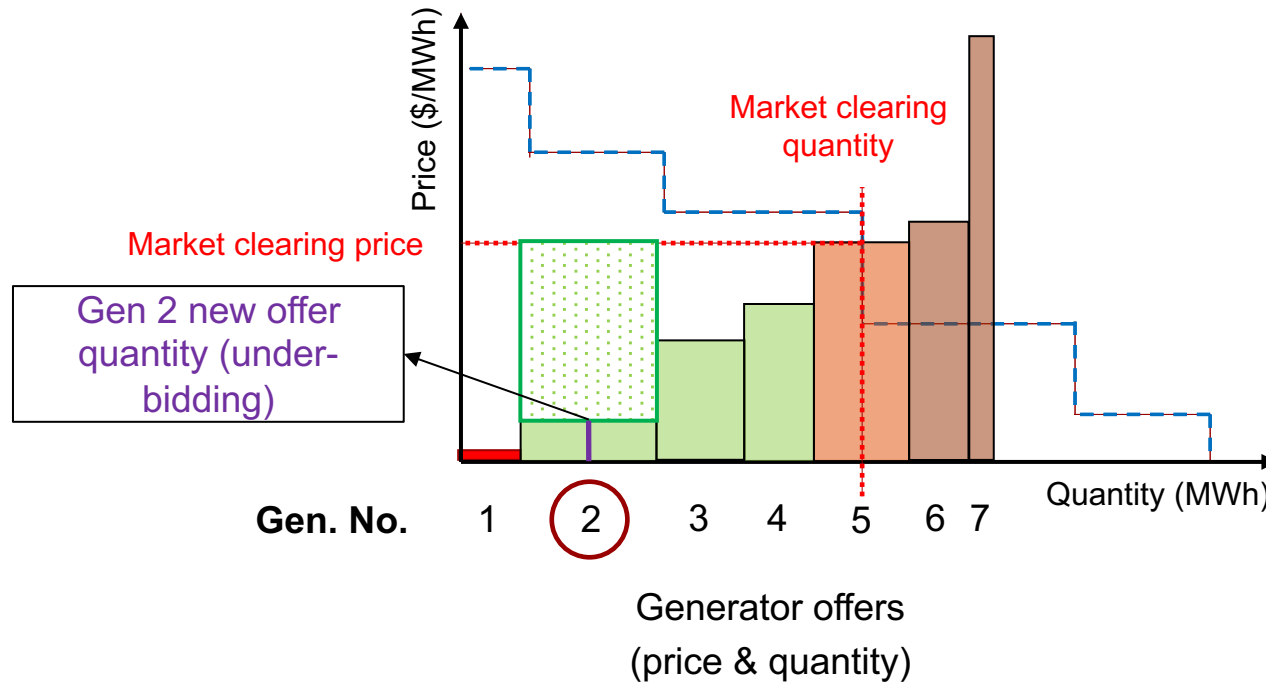 Price ($/MWh)
Market clearing
quantity
Market clearing price
Gen 2 new offer
quantity (under-
bidding)
Quantity (MWh)
Gen. No. 1 2 3 4 5 6 7
Generator offers
(price & quantity)